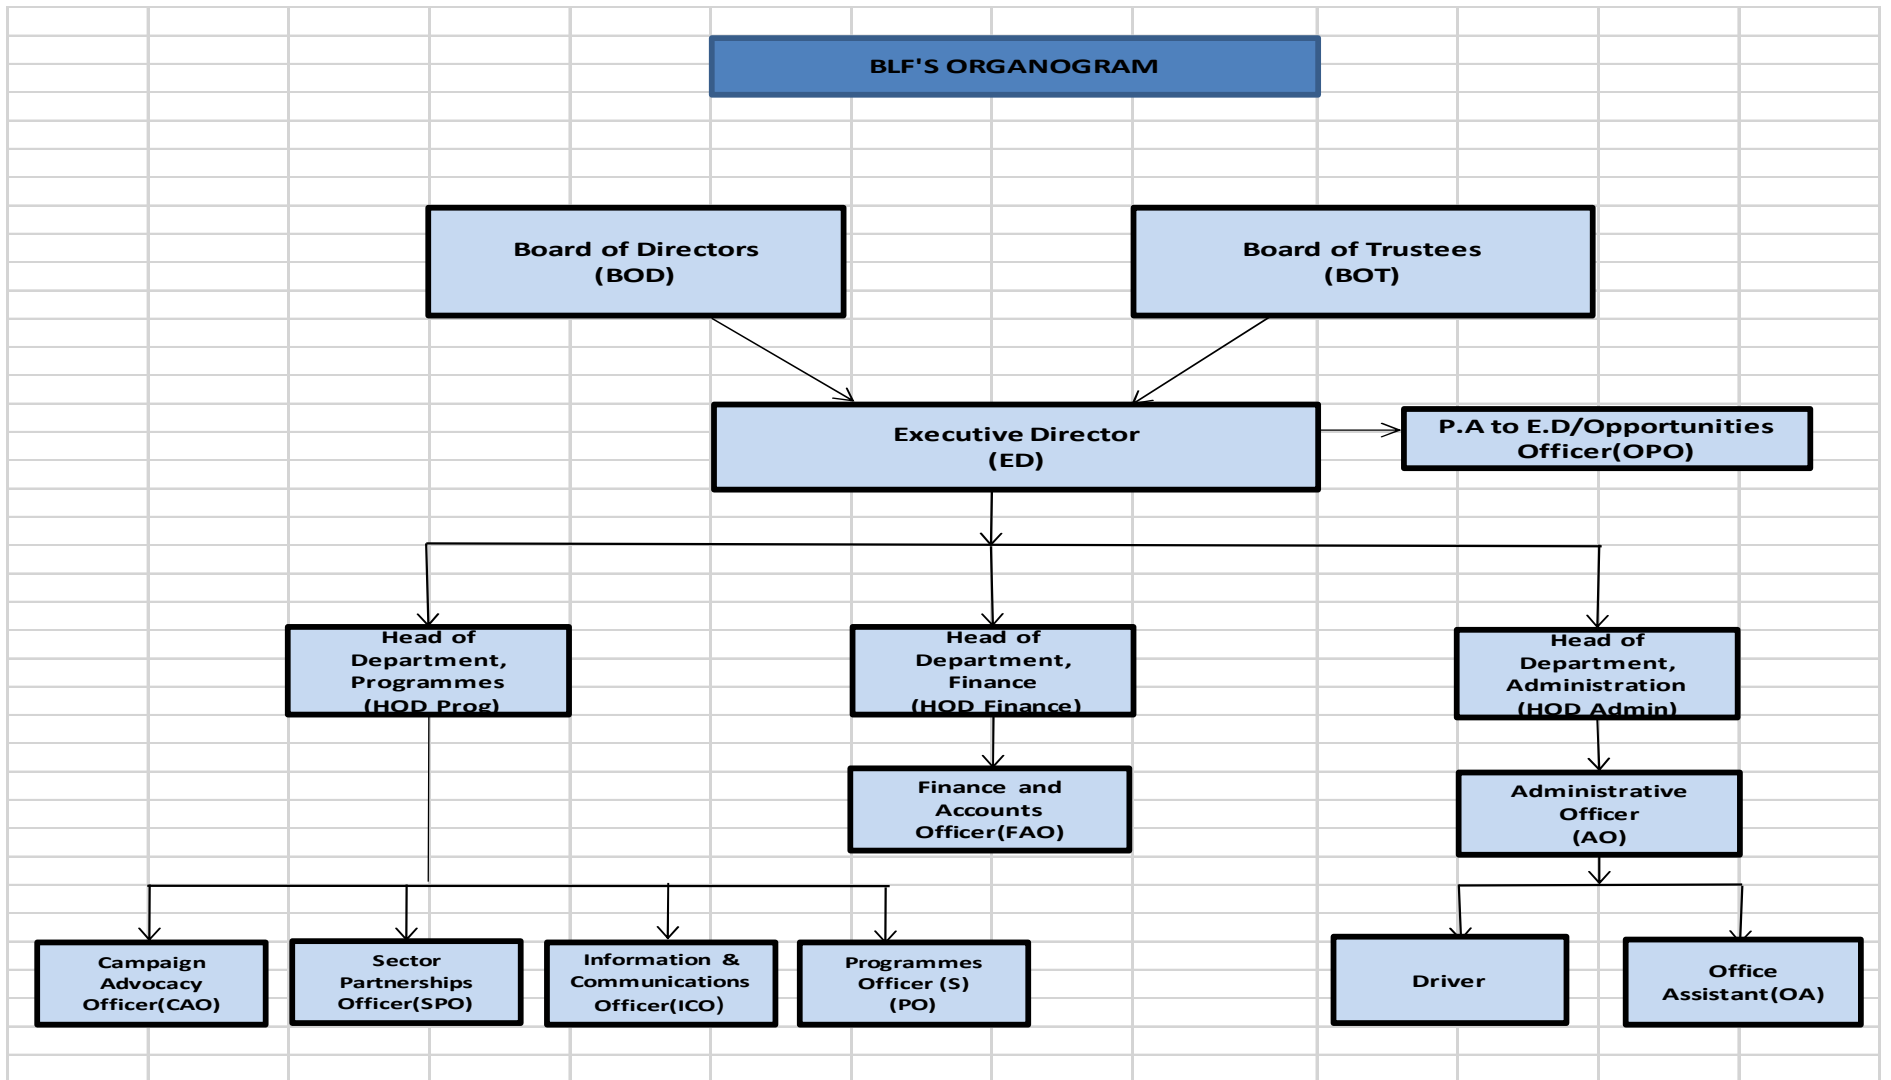 BLF'S ORGANOGRAM
Board of Directors
(BOD)
Board of Trustees
(BOT)
Executive Director
(ED)
P.A to E.D/Opportunities
Officer(OPO)
Head of
Department,
Programmes
(HOD Prog)
Head of
Department,
Finance
(HOD Finance)
Head of
Department,
Administration
(HOD Admin)
Finance and
Accounts
Officer(FAO)
Administrative
Officer
(AO)
Campaign
Advocacy
Officer(CAO)
Sector
Partnerships
Officer(SPO)
Information &
Communications
Officer(ICO)
Programmes
Officer (S)
(PO)
Driver
Office
Assistant(OA)